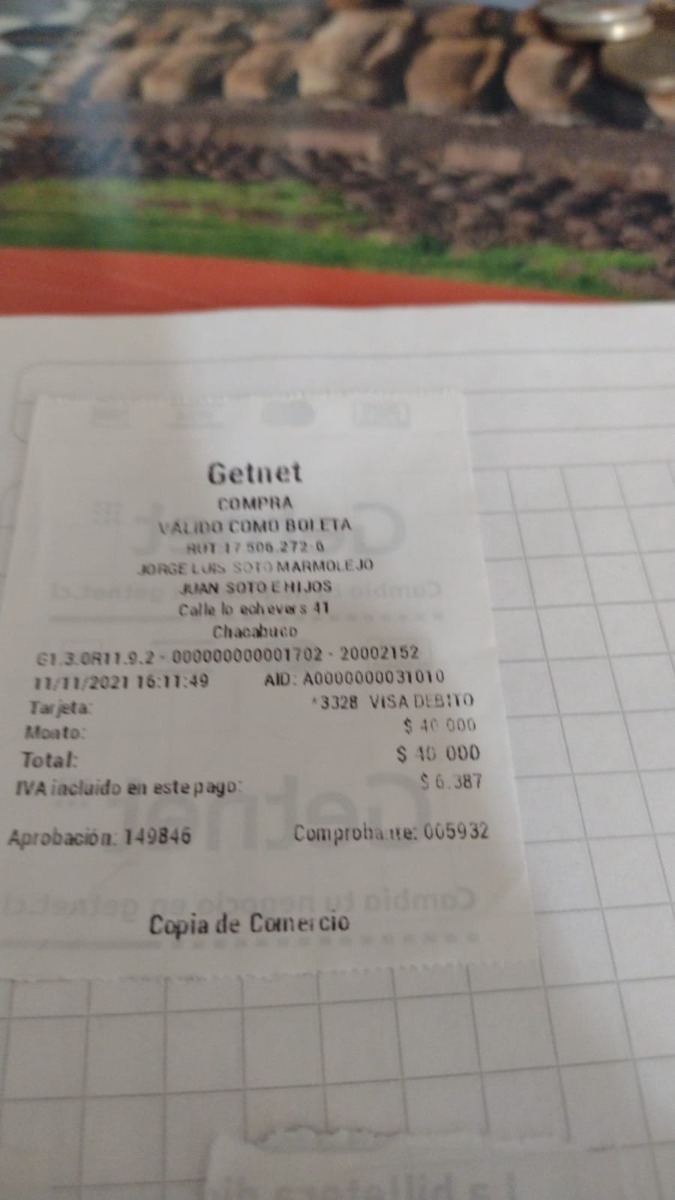 Getnet
COMPRA
VÁLIDO COMO BOLETA
RUT 17.506.272-6
JORGE LUIS SOTO MARMOLEJO
JUAN SOTO E HIJOS
Calle lo echevers 41
Chacabuco
G1.3.0R11.9.2 - 000000000001702 - 20002152
11/11/2021 16:11:49 AID: A0000000031010
Tarjeta: *3328 VISA DEBITO
Monto: $ 40.000
Total: $ 40.000
IVA incluido en este pago: $ 6.387
Aprobación: 149846 Comprobante: 005932
Copia de Comercio
La billetera di